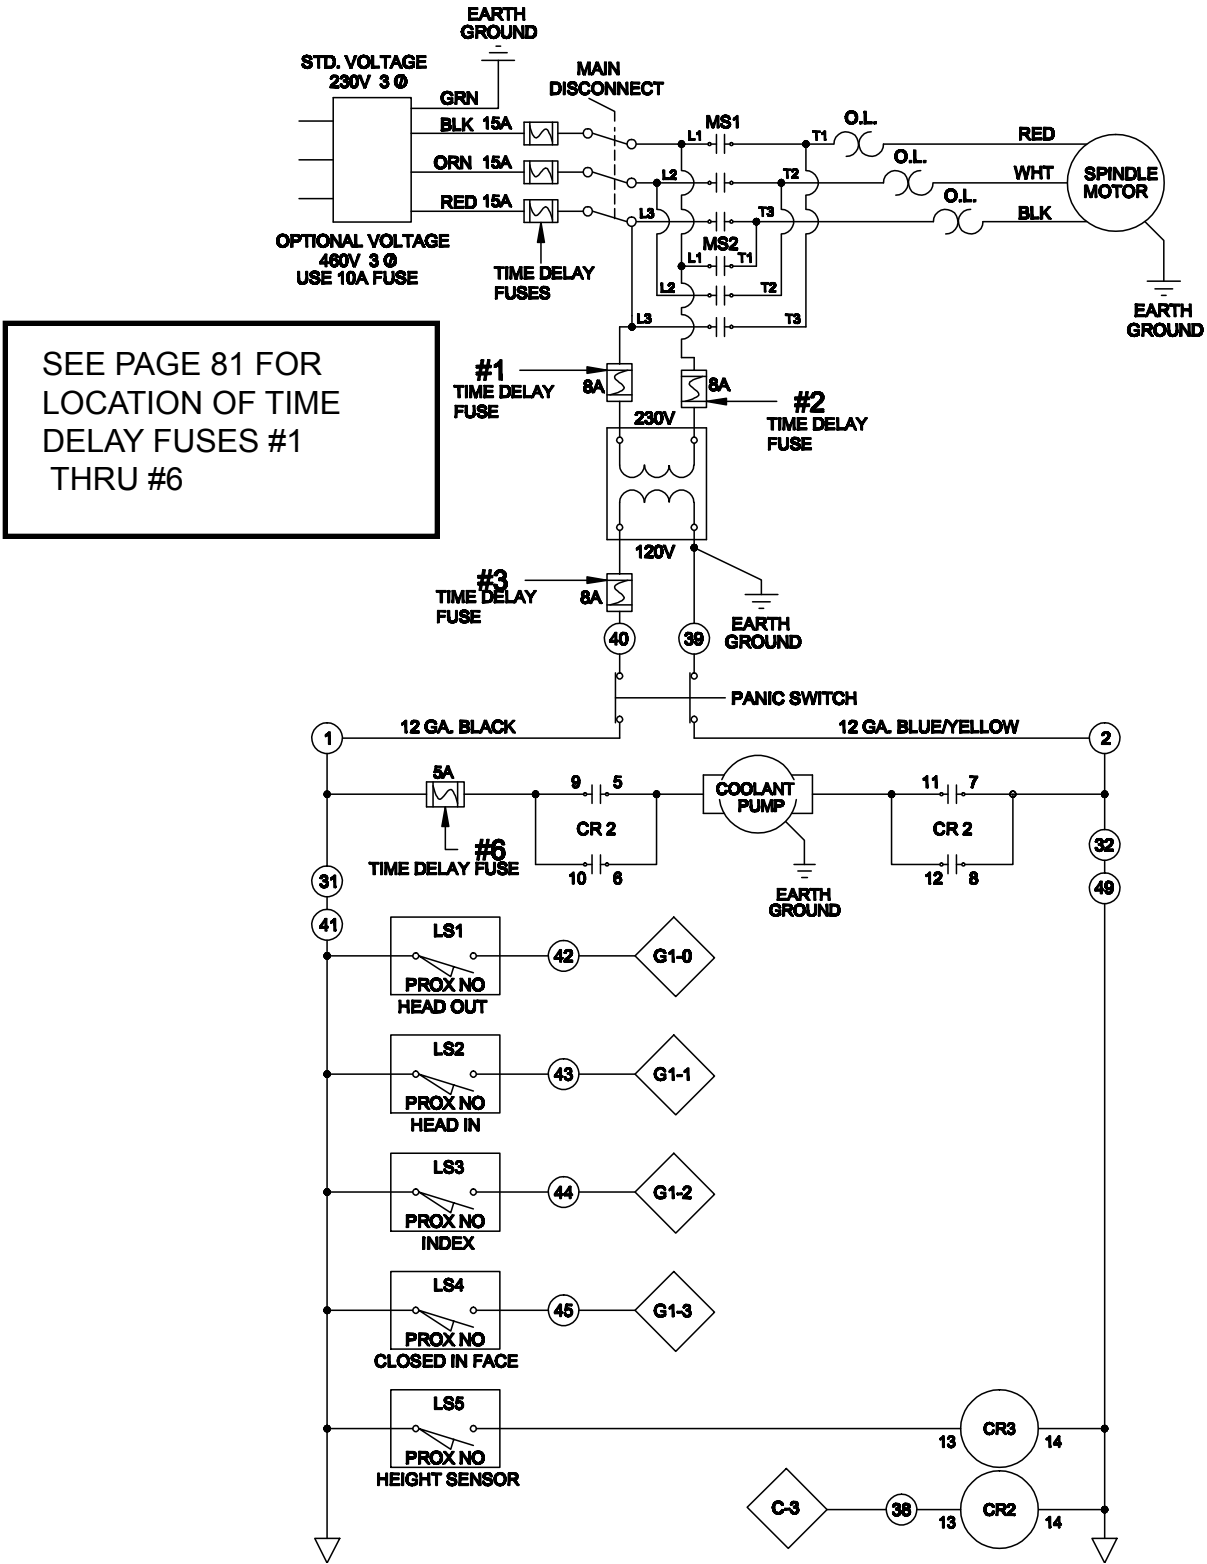 EARTH
GROUND
STD. VOLTAGE
230V 3 Ø
MAIN
DISCONNECT
GRN
BLK 15A
ORN 15A
RED 15A
OPTIONAL VOLTAGE
460V 3 Ø
USE 10A FUSE
TIME DELAY
FUSES
L1 MS1 T1
O.L.
RED
L2 T2
O.L.
WHT
L3 T3
O.L.
BLK
SPINDLE
MOTOR
EARTH
GROUND
MS2
L1 T1
L2 T2
L3 T3
SEE PAGE 81 FOR
LOCATION OF TIME
DELAY FUSES #1
THRU #6
#1
TIME DELAY
FUSE
8A
8A
#2
TIME DELAY
FUSE
230V
120V
#3
TIME DELAY
FUSE
8A
EARTH
GROUND
40
39
PANIC SWITCH
1
12 GA. BLACK
12 GA. BLUE/YELLOW
2
5A
#6
TIME DELAY FUSE
9 5
CR 2
10 6
COOLANT
PUMP
EARTH
GROUND
11 7
CR 2
12 8
32
49
31
41
LS1
PROX NO
HEAD OUT
42
G1-0
LS2
PROX NO
HEAD IN
43
G1-1
LS3
PROX NO
INDEX
44
G1-2
LS4
PROX NO
CLOSED IN FACE
45
G1-3
LS5
PROX NO
HEIGHT SENSOR
13 CR3 14
C-3
38
13 CR2 14